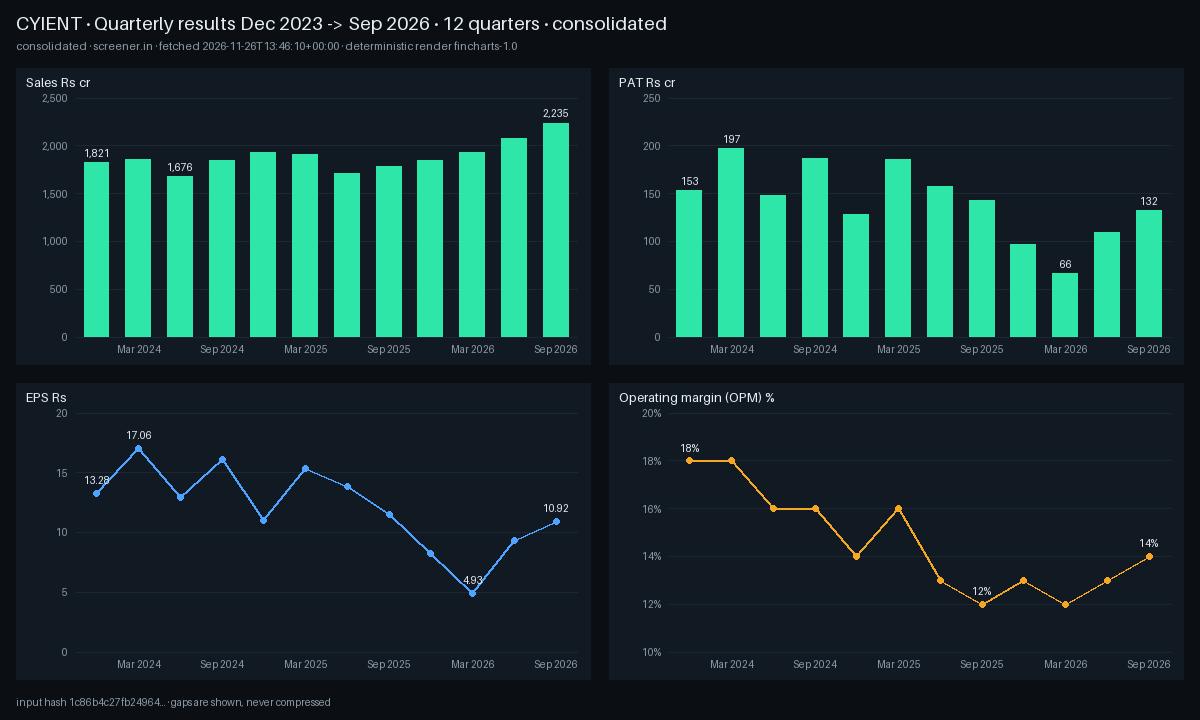 CYIENT · Quarterly results Dec 2023 -> Sep 2026 · 12 quarters · consolidated
consolidated · screener.in · fetched 2026-11-26T13:46:10+00:00 · deterministic render fincharts-1.0
Sales Rs cr
2,500
2,000
1,500
1,000
500
0
1,821
1,676
2,235
Mar 2024
Sep 2024
Mar 2025
Sep 2025
Mar 2026
Sep 2026
PAT Rs cr
250
200
150
100
50
0
153
197
66
132
Mar 2024
Sep 2024
Mar 2025
Sep 2025
Mar 2026
Sep 2026
EPS Rs
20
15
10
5
0
13.28
17.06
4.93
10.92
Mar 2024
Sep 2024
Mar 2025
Sep 2025
Mar 2026
Sep 2026
Operating margin (OPM) %
20%
18%
16%
14%
12%
10%
18%
12%
14%
Mar 2024
Sep 2024
Mar 2025
Sep 2025
Mar 2026
Sep 2026
input hash 1c86b4c27fb24964… · gaps are shown, never compressed